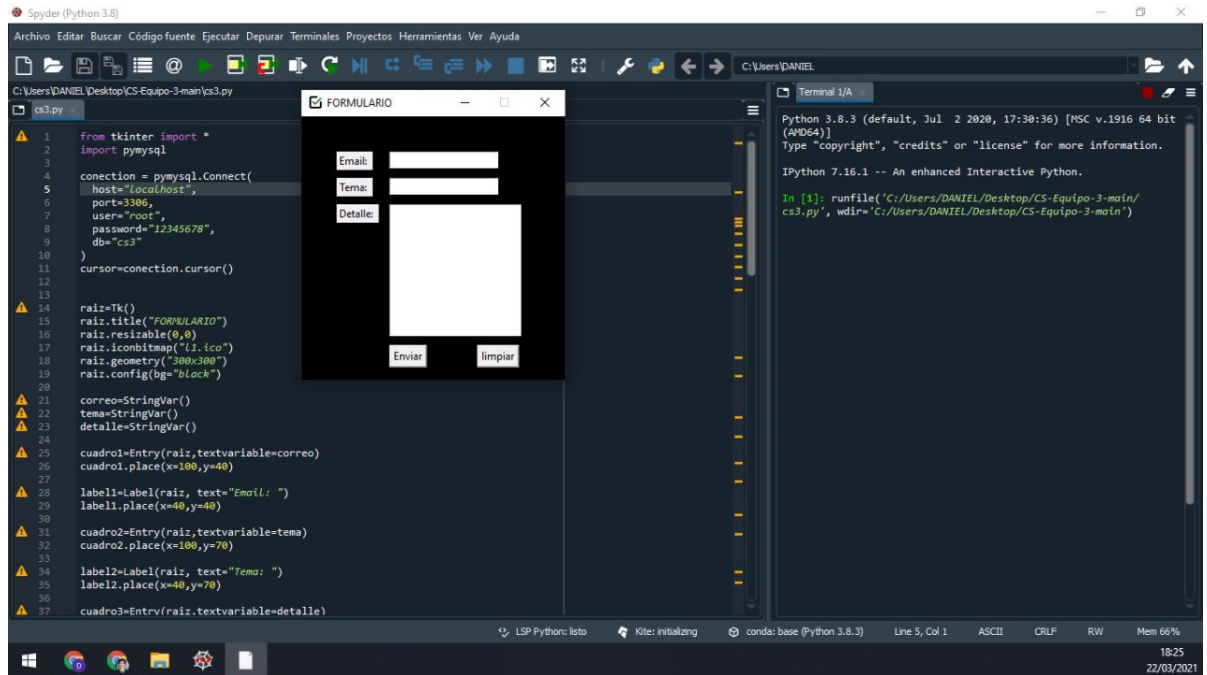 Spyder (Python 3.8)
Archivo Editar Buscar Código fuente Ejecutar Depurar Terminales Proyectos Herramientas Ver Ayuda
C:\Users\DANIEL
C:\Users\DANIEL\Desktop\CS-Equipo-3-main\cs3.py
cs3.py
1 from tkinter import *
2 import pymysql
3
4 conection = pymysql.Connect(
5 host="localhost",
6 port=3306,
7 user="root",
8 password="12345678",
9 db="cs3"
10 )
11 cursor=conection.cursor()
12
13
14 raiz=Tk()
15 raiz.title("FORMULARIO")
16 raiz.resizable(0,0)
17 raiz.iconbitmap("l1.ico")
18 raiz.geometry("300x300")
19 raiz.config(bg="black")
20
21 correo=StringVar()
22 tema=StringVar()
23 detalle=StringVar()
24
25 cuadro1=Entry(raiz,textvariable=correo)
26 cuadro1.place(x=100,y=40)
27
28 label1=Label(raiz, text="Email: ")
29 label1.place(x=40,y=40)
30
31 cuadro2=Entry(raiz,textvariable=tema)
32 cuadro2.place(x=100,y=70)
33
34 label2=Label(raiz, text="Tema: ")
35 label2.place(x=40,y=70)
36
37 cuadro3=Entry(raiz,textvariable=detalle)
FORMULARIO
Email:
Tema:
Detalle:
Enviar limpiar
Terminal 1/A
Python 3.8.3 (default, Jul 2 2020, 17:30:36) [MSC v.1916 64 bit
(AMD64)]
Type "copyright", "credits" or "license" for more information.
IPython 7.16.1 -- An enhanced Interactive Python.
In [1]: runfile('C:/Users/DANIEL/Desktop/CS-Equipo-3-main/
cs3.py', wdir='C:/Users/DANIEL/Desktop/CS-Equipo-3-main')
LSP Python: listo Kite: initializing conda: base (Python 3.8.3) Line 5, Col 1 ASCII CRLF RW Mem 66%
18:25
22/03/2021